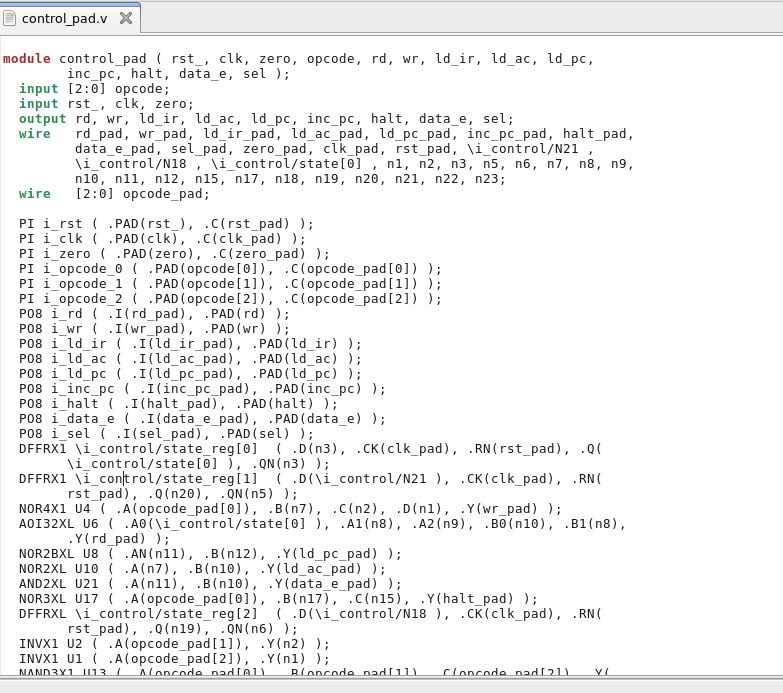 control_pad.v
module control_pad ( rst_, clk, zero, opcode, rd, wr, ld_ir, ld_ac, ld_pc,
        inc_pc, halt, data_e, sel );
  input [2:0] opcode;
  input rst_, clk, zero;
  output rd, wr, ld_ir, ld_ac, ld_pc, inc_pc, halt, data_e, sel;
  wire   rd_pad, wr_pad, ld_ir_pad, ld_ac_pad, ld_pc_pad, inc_pc_pad, halt_pad,
         data_e_pad, sel_pad, zero_pad, clk_pad, rst_pad, \i_control/N21 ,
         \i_control/N18 , \i_control/state[0] , n1, n2, n3, n5, n6, n7, n8, n9,
         n10, n11, n12, n15, n17, n18, n19, n20, n21, n22, n23;
  wire   [2:0] opcode_pad;
  PI i_rst ( .PAD(rst_), .C(rst_pad) );
  PI i_clk ( .PAD(clk), .C(clk_pad) );
  PI i_zero ( .PAD(zero), .C(zero_pad) );
  PI i_opcode_0 ( .PAD(opcode[0]), .C(opcode_pad[0]) );
  PI i_opcode_1 ( .PAD(opcode[1]), .C(opcode_pad[1]) );
  PI i_opcode_2 ( .PAD(opcode[2]), .C(opcode_pad[2]) );
  PO8 i_rd ( .I(rd_pad), .PAD(rd) );
  PO8 i_wr ( .I(wr_pad), .PAD(wr) );
  PO8 i_ld_ir ( .I(ld_ir_pad), .PAD(ld_ir) );
  PO8 i_ld_ac ( .I(ld_ac_pad), .PAD(ld_ac) );
  PO8 i_ld_pc ( .I(ld_pc_pad), .PAD(ld_pc) );
  PO8 i_inc_pc ( .I(inc_pc_pad), .PAD(inc_pc) );
  PO8 i_halt ( .I(halt_pad), .PAD(halt) );
  PO8 i_data_e ( .I(data_e_pad), .PAD(data_e) );
  PO8 i_sel ( .I(sel_pad), .PAD(sel) );
  DFFRX1 \i_control/state_reg[0]  ( .D(n3), .CK(clk_pad), .RN(rst_pad), .Q(
        \i_control/state[0] ), .QN(n3) );
  DFFRX1 \i_control/state_reg[1]  ( .D(\i_control/N21 ), .CK(clk_pad), .RN(
        rst_pad), .Q(n20), .QN(n5) );
  NOR4X1 U4 ( .A(opcode_pad[0]), .B(n7), .C(n2), .D(n1), .Y(wr_pad) );
  AOI32XL U6 ( .A0(\i_control/state[0] ), .A1(n8), .A2(n9), .B0(n10), .B1(n8),
        .Y(rd_pad) );
  NOR2BXL U8 ( .AN(n11), .B(n12), .Y(ld_pc_pad) );
  NOR2XL U10 ( .A(n7), .B(n10), .Y(ld_ac_pad) );
  AND2XL U21 ( .A(n11), .B(n10), .Y(data_e_pad) );
  NOR3XL U17 ( .A(opcode_pad[0]), .B(n17), .C(n15), .Y(halt_pad) );
  DFFRXL \i_control/state_reg[2]  ( .D(\i_control/N18 ), .CK(clk_pad), .RN(
        rst_pad), .Q(n19), .QN(n6) );
  INVX1 U2 ( .A(opcode_pad[1]), .Y(n2) );
  INVX1 U1 ( .A(opcode_pad[2]), .Y(n1) );
  NAND3X1 U13 ( .A(opcode_pad[0]), .B(opcode_pad[1]), .C(opcode_pad[2]), .Y(